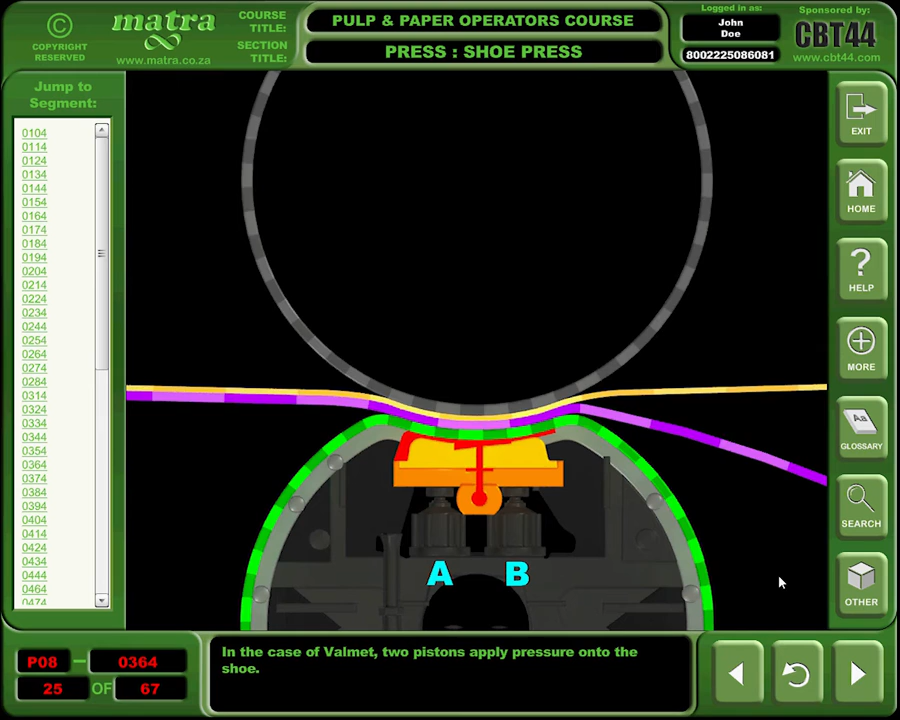 ©
COPYRIGHT
RESERVED
matra
www.matra.co.za
COURSE
TITLE:
PULP & PAPER OPERATORS COURSE
SECTION
TITLE:
PRESS : SHOE PRESS
Logged in as:
John
Doe
8002225086081
Sponsored by:
CBT44
www.cbt44.com
Jump to
Segment:
0104
0114
0124
0134
0144
0154
0164
0174
0184
0194
0204
0214
0224
0234
0244
0254
0264
0274
0284
0314
0324
0334
0344
0354
0364
0374
0384
0394
0404
0414
0424
0434
0444
0464
0474
A
B
EXIT
HOME
?
HELP
MORE
Aa
GLOSSARY
SEARCH
OTHER
P08 - 0364
25 OF 67
In the case of Valmet, two pistons apply pressure onto the
shoe.